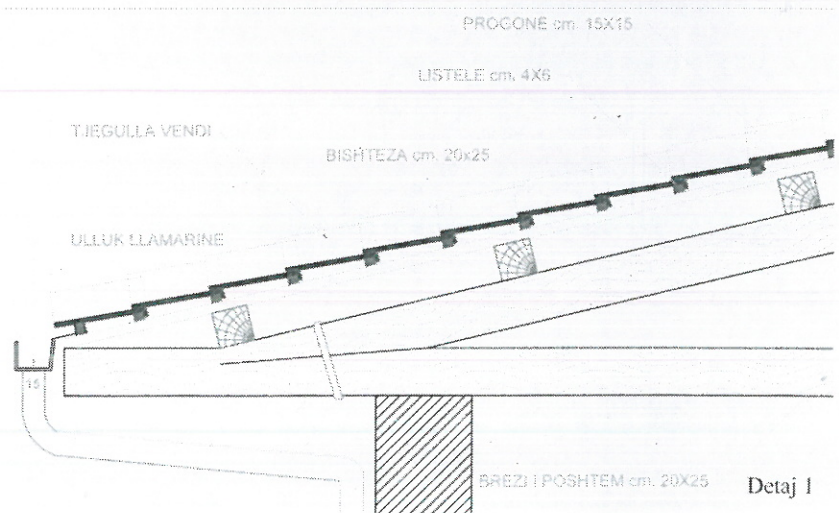 PROGONE cm. 15X15
LISTELE cm. 4X6
TJEGULLA VENDI
BISHTEZA cm. 20x25
ULLUK LLAMARINE
15
BREZI I POSHTEM cm. 20X25
Detaj 1